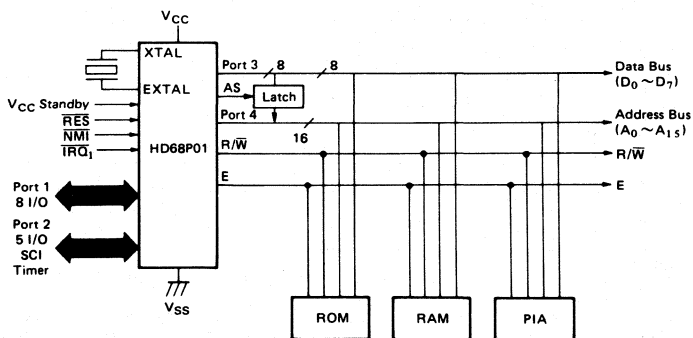 VCC
XTAL
EXTAL
VCC Standby
RES
NMI
IRQ1
HD68P01
Port 1
8 I/O
Port 2
5 I/O
SCI
Timer
VSS
Port 3
8
8
AS
Latch
Port 4
16
R/W
E
Data Bus
(D0 ~ D7)
Address Bus
(A0 ~ A15)
R/W
E
ROM
RAM
PIA